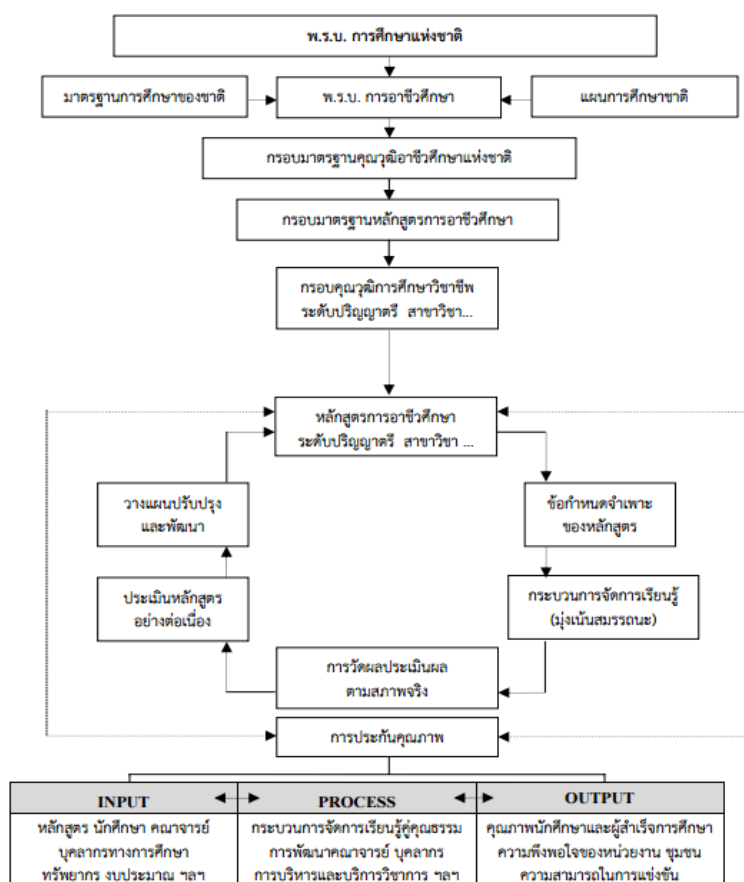 พ.ร.บ. การศึกษาแห่งชาติ
มาตรฐานการศึกษาของชาติ
พ.ร.บ. การอาชีวศึกษา
แผนการศึกษาชาติ
กรอบมาตรฐานคุณวุฒิอาชีวศึกษาแห่งชาติ
กรอบมาตรฐานหลักสูตรการอาชีวศึกษา
กรอบคุณวุฒิการศึกษาวิชาชีพ
ระดับปริญญาตรี สาขาวิชา...
หลักสูตรการอาชีวศึกษา
ระดับปริญญาตรี สาขาวิชา ...
วางแผนปรับปรุง
และพัฒนา
ข้อกำหนดจำเพาะ
ของหลักสูตร
ประเมินหลักสูตร
อย่างต่อเนื่อง
กระบวนการจัดการเรียนรู้
(มุ่งเน้นสมรรถนะ)
การวัดผลประเมินผล
ตามสภาพจริง
การประกันคุณภาพ
INPUT
PROCESS
OUTPUT
หลักสูตร นักศึกษา คณาจารย์
บุคลากรทางการศึกษา
ทรัพยากร งบประมาณ ฯลฯ
กระบวนการจัดการเรียนรู้คู่คุณธรรม
การพัฒนาคณาจารย์ บุคลากร
การบริหารและบริการวิชาการ ฯลฯ
คุณภาพนักศึกษาและผู้สำเร็จการศึกษา
ความพึงพอใจของหน่วยงาน ชุมชน
ความสามารถในการแข่งขัน